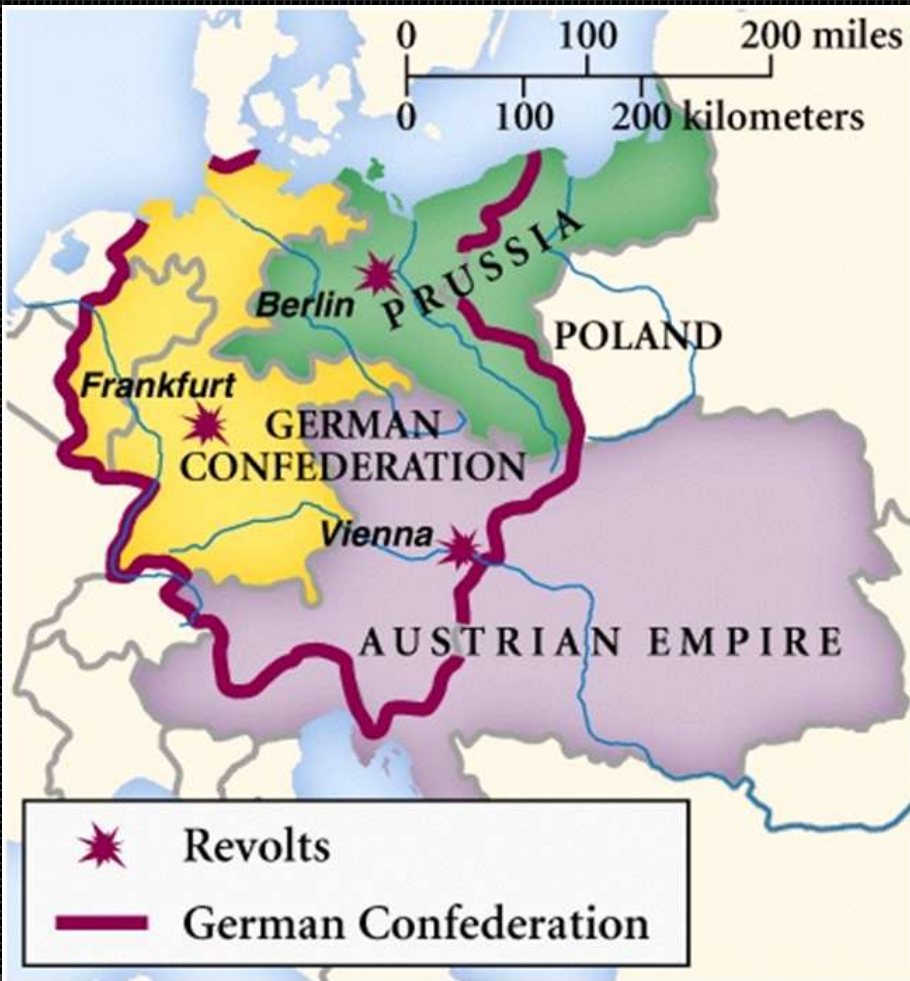 0 100 200 miles
0 100 200 kilometers
PRUSSIA
Berlin
POLAND
Frankfurt
GERMAN
CONFEDERATION
Vienna
AUSTRIAN EMPIRE
Revolts
German Confederation